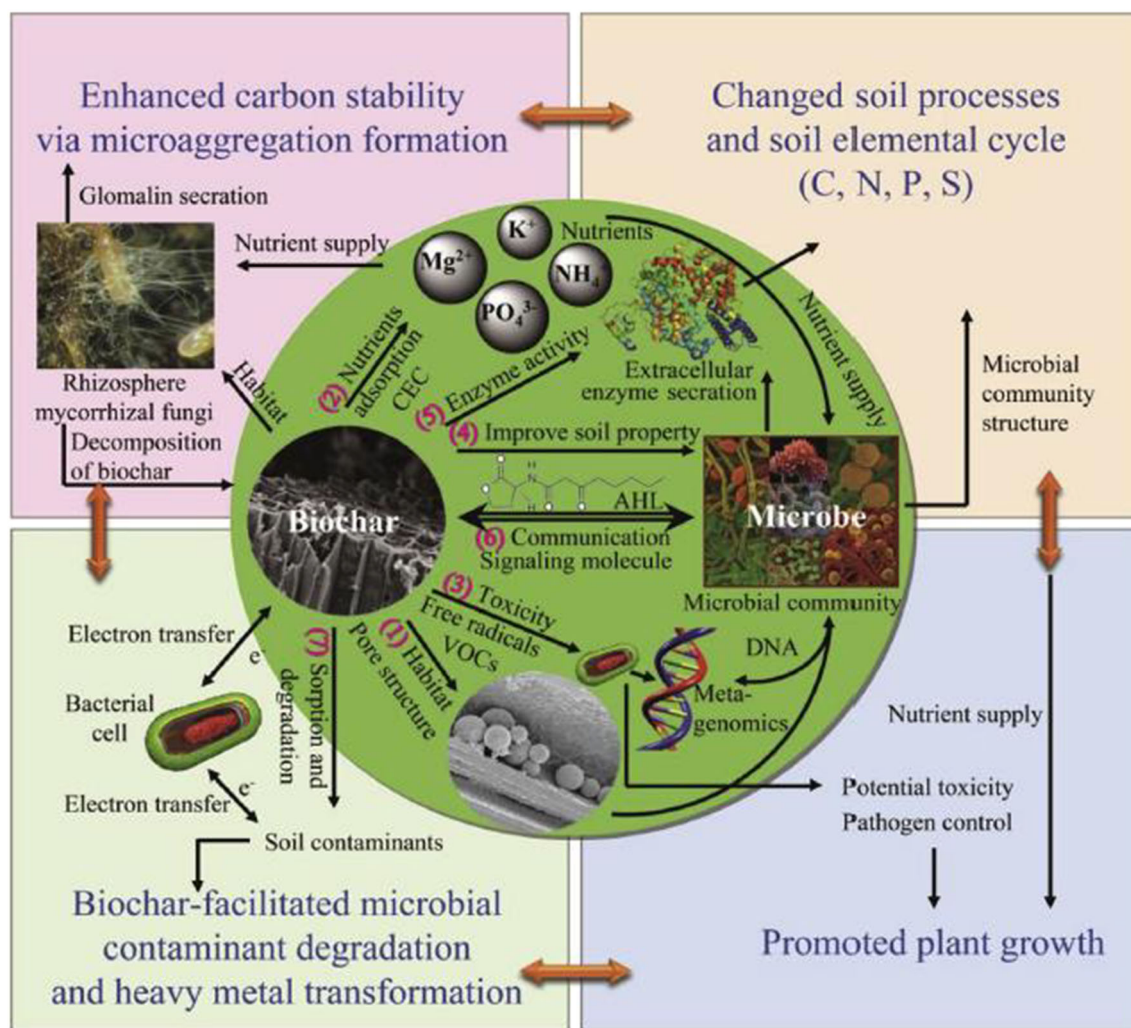 Enhanced carbon stability
via microaggregation formation
Changed soil processes
and soil elemental cycle
(C, N, P, S)
Glomalin secretion
Nutrient supply
Rhizosphere
mycorrhizal fungi
Habitat
Decomposition
of biochar
K+
Nutrients
Mg2+
NH4
PO43-
(2) Nutrients
adsorption
CEC
(5) Enzyme activity
Extracellular
enzyme secretion
Nutrient supply
Microbial
community
structure
(4) Improve soil property
O
N
H
O
O
O
H
AHL
Biochar
Microbe
(6) Communication
Signaling molecule
Microbial community
(3) Toxicity
Free radicals
VOCs
(1) Habitat
Pore structure
(7) Sorption and
degradation
DNA
Meta-
genomics
Electron transfer
e-
Bacterial
cell
Electron transfer
e-
Soil contaminants
Nutrient supply
Potential toxicity
Pathogen control
Biochar-facilitated microbial
contaminant degradation
and heavy metal transformation
Promoted plant growth